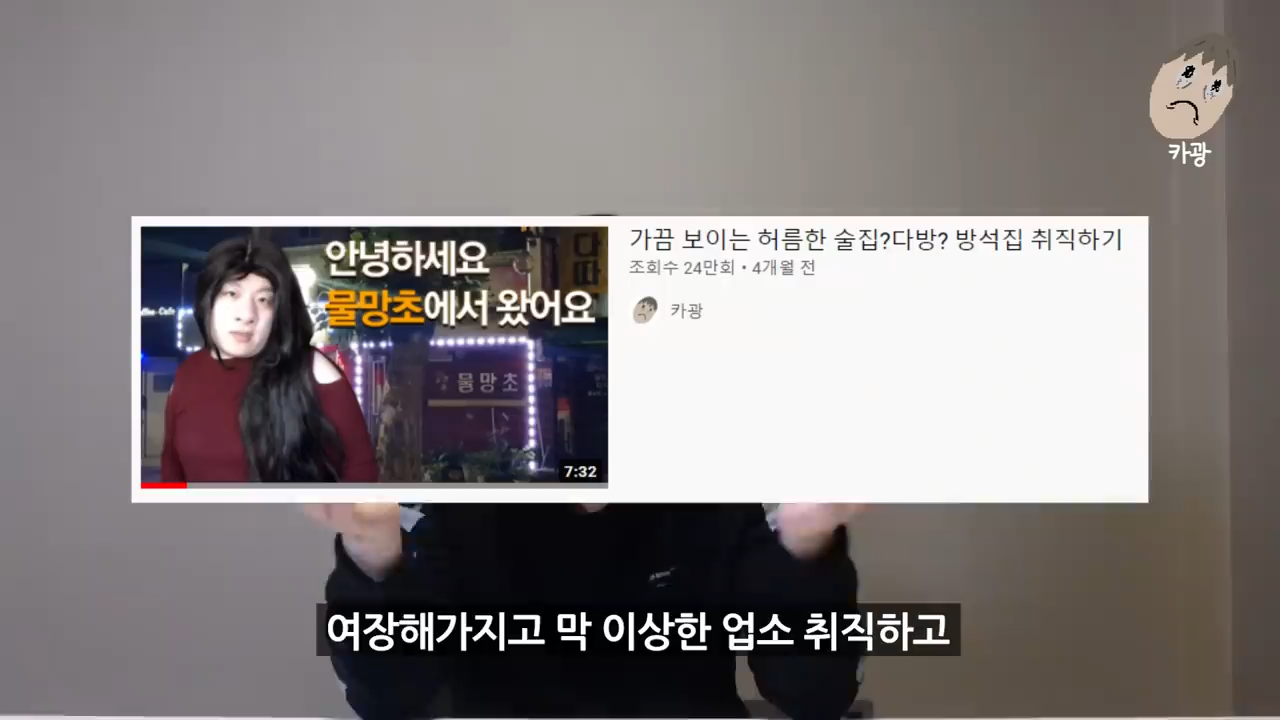 카광
안녕하세요
물망초에서 왔어요
물망초
7:32
가끔 보이는 허름한 술집?다방? 방석집 취직하기
조회수 24만회 • 4개월 전
카광
여장해가지고 막 이상한 업소 취직하고